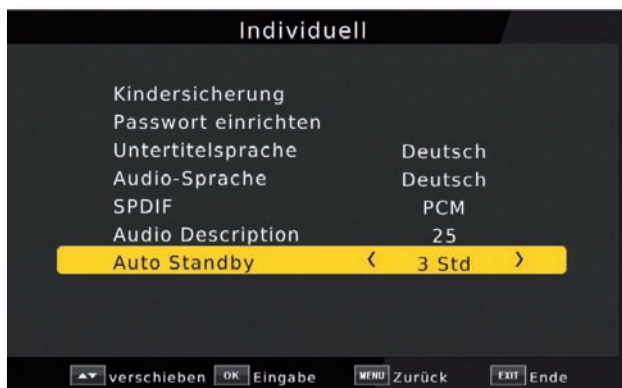 Individuell
Kindersicherung
Passwort einrichten
Untertitelsprache Deutsch
Audio-Sprache Deutsch
SPDIF PCM
Audio Description 25
Auto Standby < 3 Std >
▲▼ verschieben OK Eingabe MENU Zurück EXIT Ende